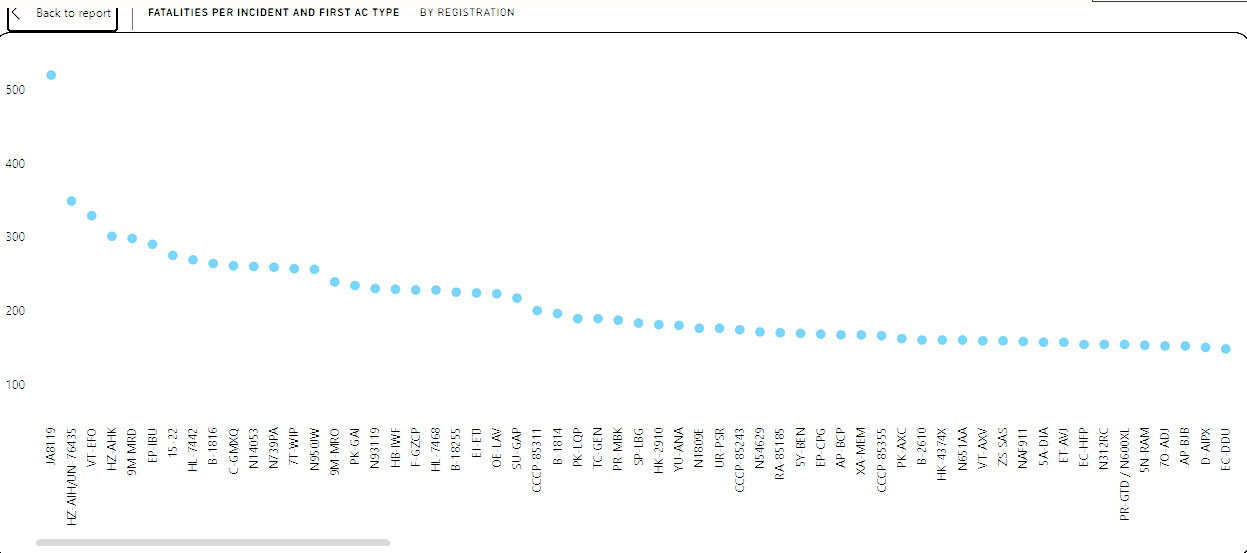 Back to report
FATALITIES PER INCIDENT AND FIRST AC TYPE
BY REGISTRATION
500
400
300
200
100
JA8119
HZ-AIH/UN-76435
VT-EFO
HZ-AHK
9M-MRD
EP-IBU
15-22
HL-7442
B-1816
C-GMXQ
N14053
N739PA
7T-WIP
N950JW
9M-MRO
PK-GAI
N93119
HB-IWF
F-GZCP
HL-7468
B-18255
EI-ETJ
OE-LAV
SU-GAP
CCCP-85311
B-1814
PK-LQP
TC-GEN
PR-MBK
SP-LBG
HK-2910
YU-ANA
N1809E
UR-PSR
CCCP-85243
N54629
RA-85185
5Y-BEN
EP-CPG
AP-BCP
XA-MEM
CCCP-85355
PK-AXC
B-2610
HK-4374X
N651AA
VT-AXV
ZS-SAS
NAF-911
5A-DIA
ET-AVJ
EC-HFP
N312RC
PR-GTD / N600XL
5N-RAM
7O-ADJ
AP-BJB
D-AIPX
EC-DDU